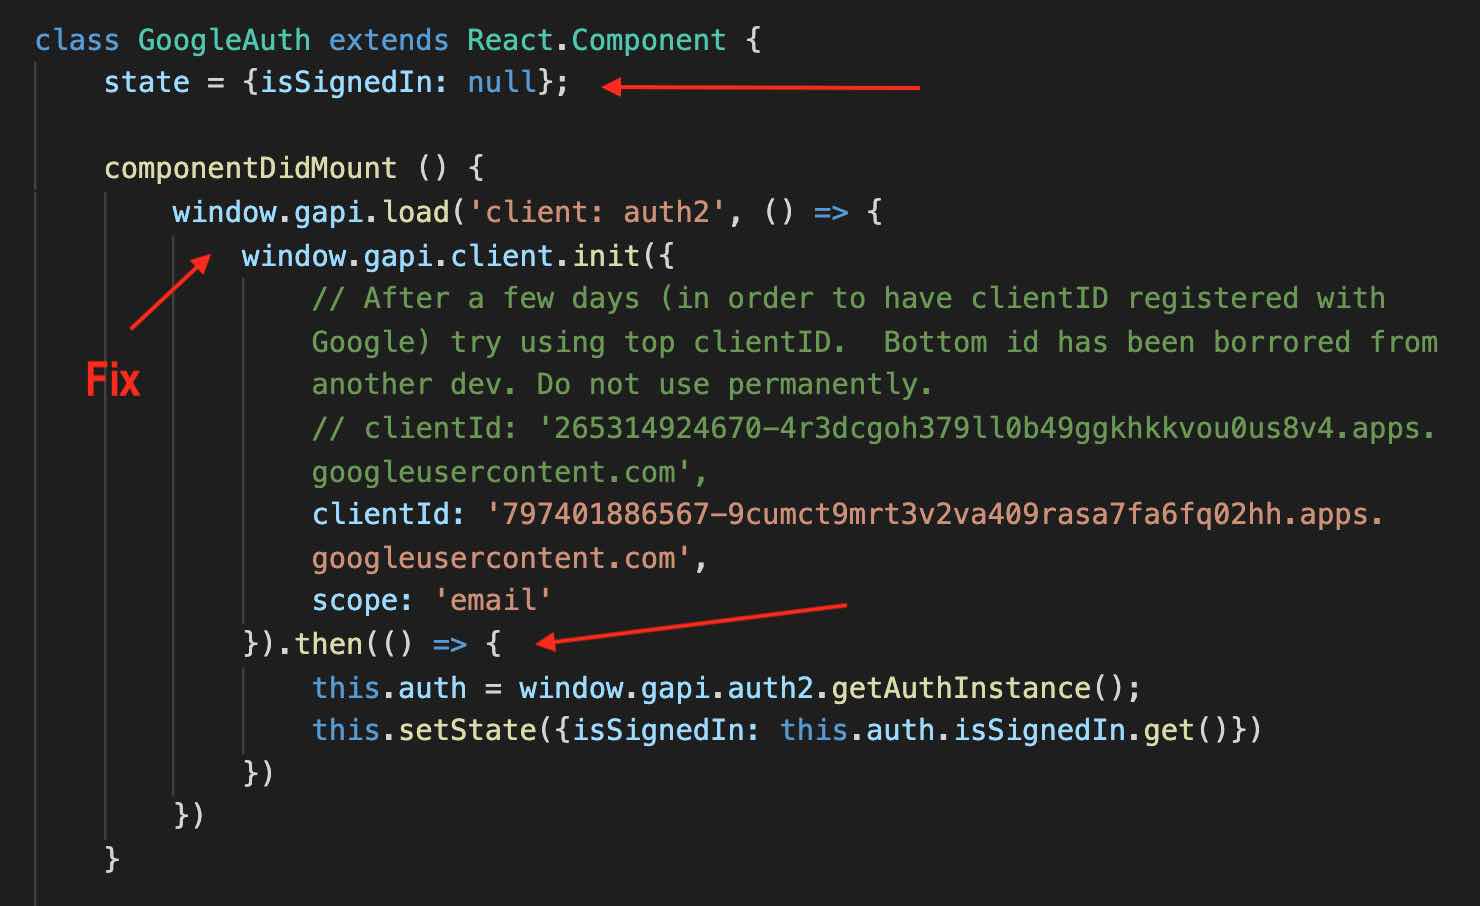 class GoogleAuth extends React.Component {
state = {isSignedIn: null};
componentDidMount () {
window.gapi.load('client: auth2', () => {
window.gapi.client.init({
// After a few days (in order to have clientID registered with
Google) try using top clientID.  Bottom id has been borrored from
another dev. Do not use permanently.
// clientId: '265314924670-4r3dcgoh379ll0b49ggkhkkvou0us8v4.apps.
googleusercontent.com',
clientId: '797401886567-9cumct9mrt3v2va409rasa7fa6fq02hh.apps.
googleusercontent.com',
scope: 'email'
}).then(() => {
this.auth = window.gapi.auth2.getAuthInstance();
this.setState({isSignedIn: this.auth.isSignedIn.get()})
})
})
}
Fix